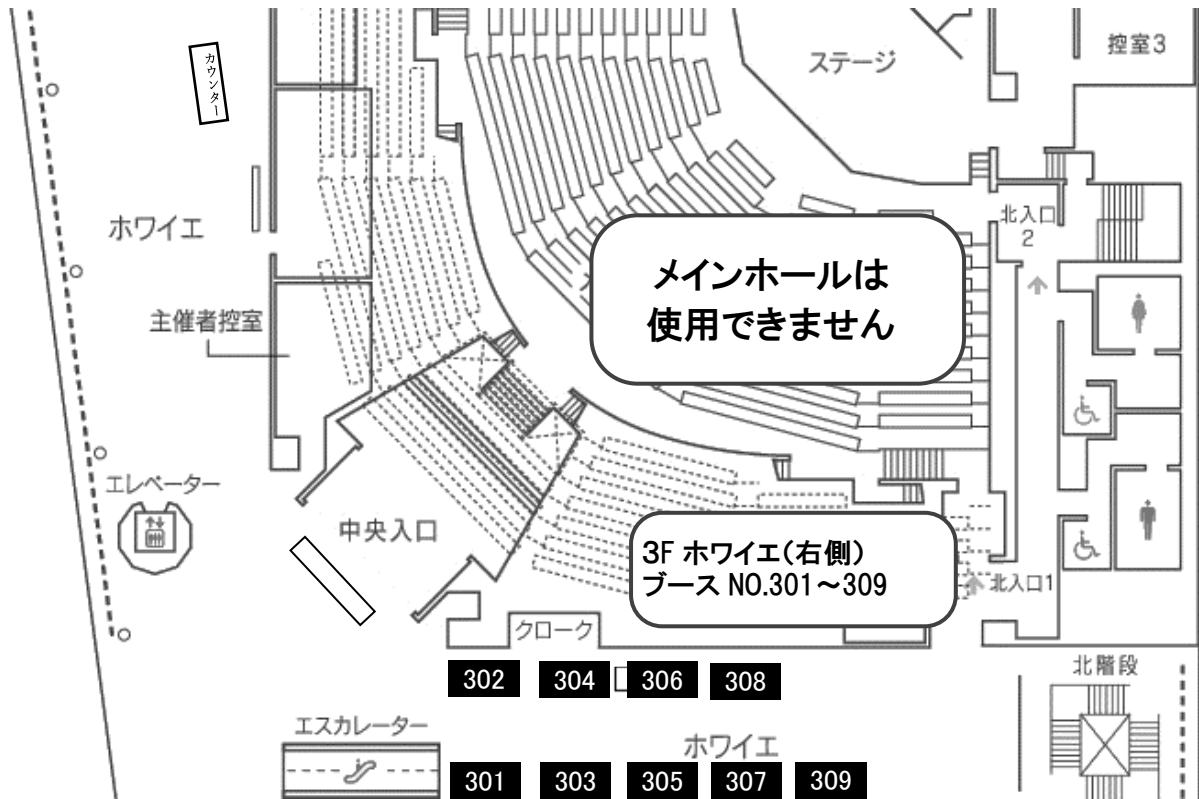 ステージ
控室3
カウンター
ホワイエ
北入口
2
メインホールは
使用できません
主催者控室
エレベーター
中央入口
3F ホワイエ(右側)
ブース NO.301～309
北入口1
クローク
302
304
306
308
北階段
エスカレーター
ホワイエ
301
303
305
307
309